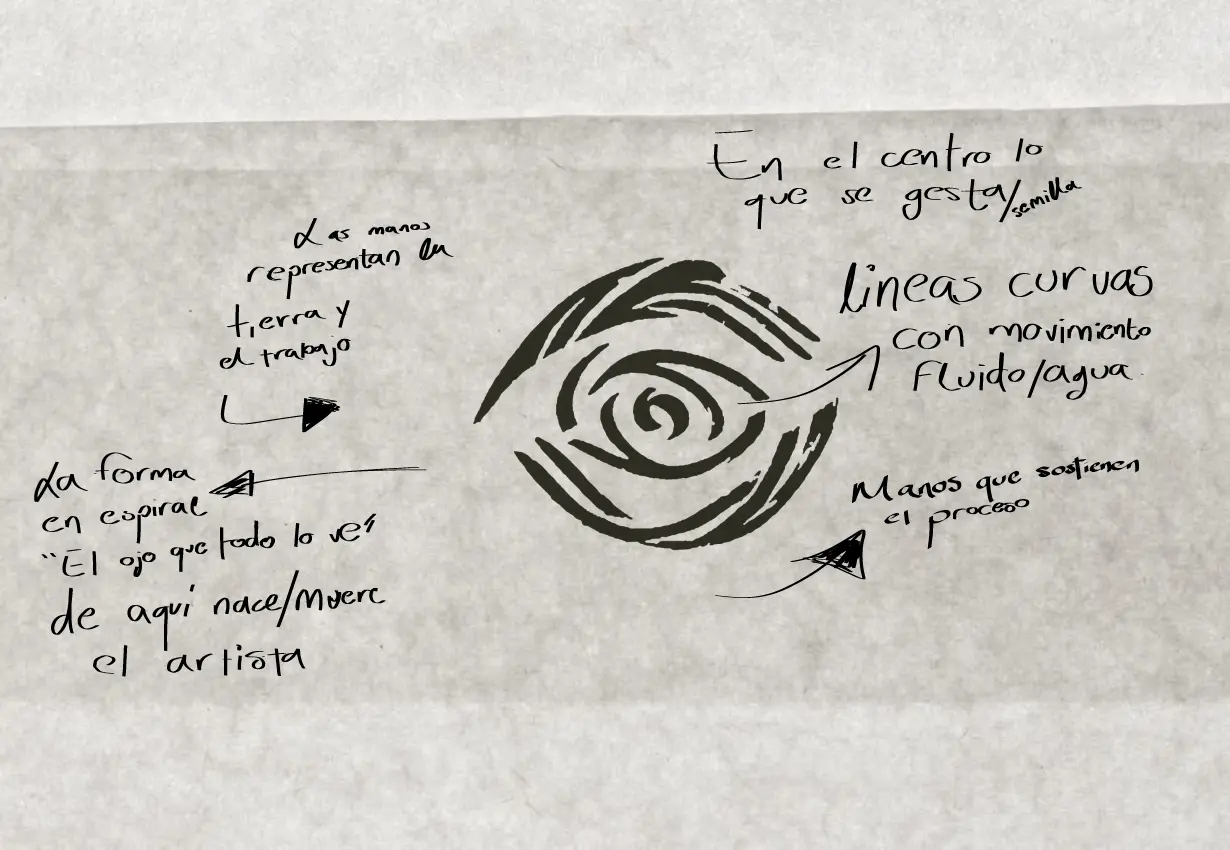 En el centro lo
que se gesta/semilla
Las manos
representan la
tierra y
el trabajo
lineas curvas
con movimiento
Fluido/agua.
Manos que sostienen
el proceso
La forma
en espiral
"El ojo que todo lo ve"
de aquí nace/muere
el artista